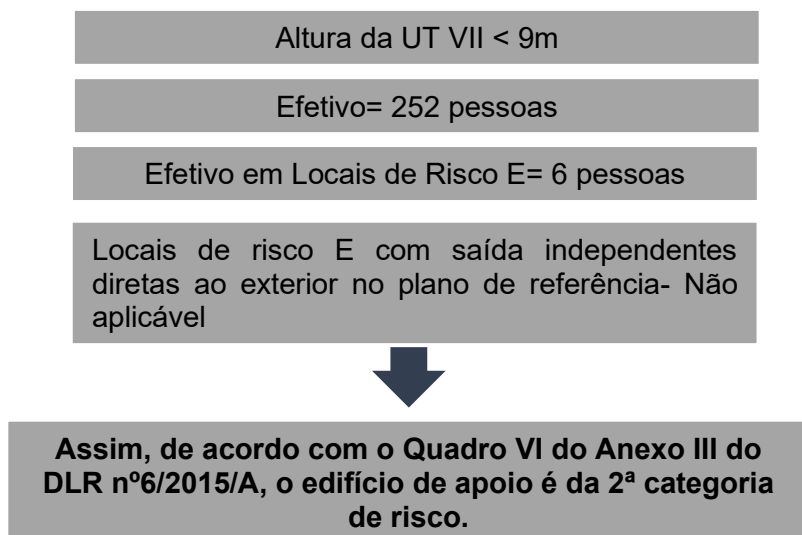 Altura da UT VII < 9m
Efetivo= 252 pessoas
Efetivo em Locais de Risco E= 6 pessoas
Locais de risco E com saída independentes
diretas ao exterior no plano de referência- Não
aplicável
Assim, de acordo com o Quadro VI do Anexo III do
DLR nº6/2015/A, o edifício de apoio é da 2ª categoria
de risco.